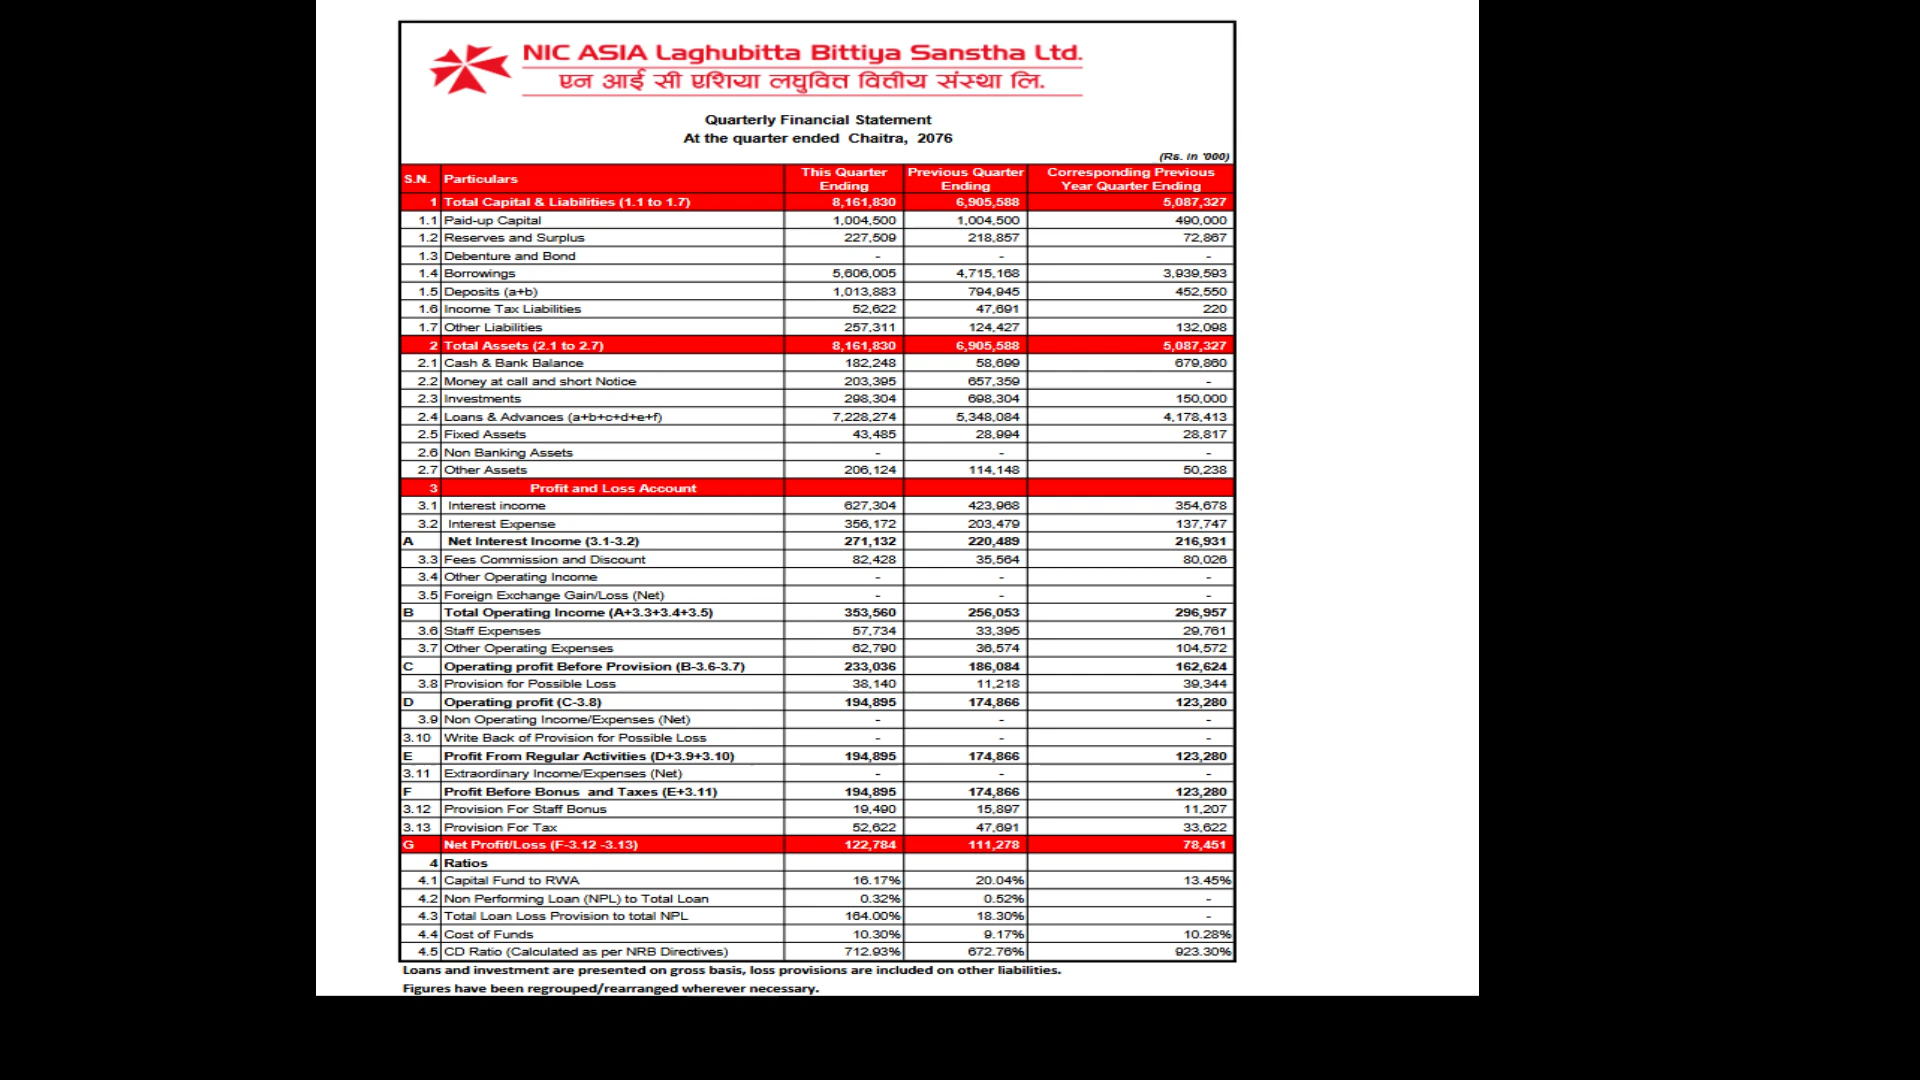 NIC ASIA Laghubitta Bittiya Sanstha Ltd.
एन आई सी एशिया लघुवित्त वित्तीय संस्था लि.
Quarterly Financial Statement
At the quarter ended Chaitra, 2076
(Rs. in '000)
S.N. Particulars This Quarter Ending Previous Quarter Ending Corresponding Previous Year Quarter Ending
1 Total Capital & Liabilities (1.1 to 1.7) 8,161,830 6,905,588 5,087,327
1.1 Paid-up Capital 1,004,500 1,004,500 490,000
1.2 Reserves and Surplus 227,509 218,857 72,867
1.3 Debenture and Bond - - -
1.4 Borrowings 5,606,005 4,715,168 3,939,593
1.5 Deposits (a+b) 1,013,883 794,945 452,550
1.6 Income Tax Liabilities 52,622 47,691 220
1.7 Other Liabilities 257,311 124,427 132,098
2 Total Assets (2.1 to 2.7) 8,161,830 6,905,588 5,087,327
2.1 Cash & Bank Balance 182,248 58,699 679,860
2.2 Money at call and short Notice 203,395 657,359 -
2.3 Investments 298,304 698,304 150,000
2.4 Loans & Advances (a+b+c+d+e+f) 7,228,274 5,348,084 4,178,413
2.5 Fixed Assets 43,485 28,994 28,817
2.6 Non Banking Assets - - -
2.7 Other Assets 206,124 114,148 50,238
3 Profit and Loss Account
3.1 Interest income 627,304 423,968 354,678
3.2 Interest Expense 356,172 203,479 137,747
A Net Interest Income (3.1-3.2) 271,132 220,489 216,931
3.3 Fees Commission and Discount 82,428 35,564 80,026
3.4 Other Operating Income - - -
3.5 Foreign Exchange Gain/Loss (Net) - - -
B Total Operating Income (A+3.3+3.4+3.5) 353,560 256,053 296,957
3.6 Staff Expenses 57,734 33,395 29,761
3.7 Other Operating Expenses 62,790 36,574 104,572
C Operating profit Before Provision (B-3.6-3.7) 233,036 186,084 162,624
3.8 Provision for Possible Loss 38,140 11,218 39,344
D Operating profit (C-3.8) 194,895 174,866 123,280
3.9 Non Operating Income/Expenses (Net) - - -
3.10 Write Back of Provision for Possible Loss - - -
E Profit From Regular Activities (D+3.9+3.10) 194,895 174,866 123,280
3.11 Extraordinary Income/Expenses (Net) - - -
F Profit Before Bonus and Taxes (E+3.11) 194,895 174,866 123,280
3.12 Provision For Staff Bonus 19,490 15,897 11,207
3.13 Provision For Tax 52,622 47,691 33,622
G Net Profit/Loss (F-3.12 -3.13) 122,784 111,278 78,451
4 Ratios
4.1 Capital Fund to RWA 16.17% 20.04% 13.45%
4.2 Non Performing Loan (NPL) to Total Loan 0.32% 0.52% -
4.3 Total Loan Loss Provision to total NPL 164.00% 18.30% -
4.4 Cost of Funds 10.30% 9.17% 10.28%
4.5 CD Ratio (Calculated as per NRB Directives) 712.93% 672.76% 923.30%
Loans and investment are presented on gross basis, loss provisions are included on other liabilities.
Figures have been regrouped/rearranged wherever necessary.